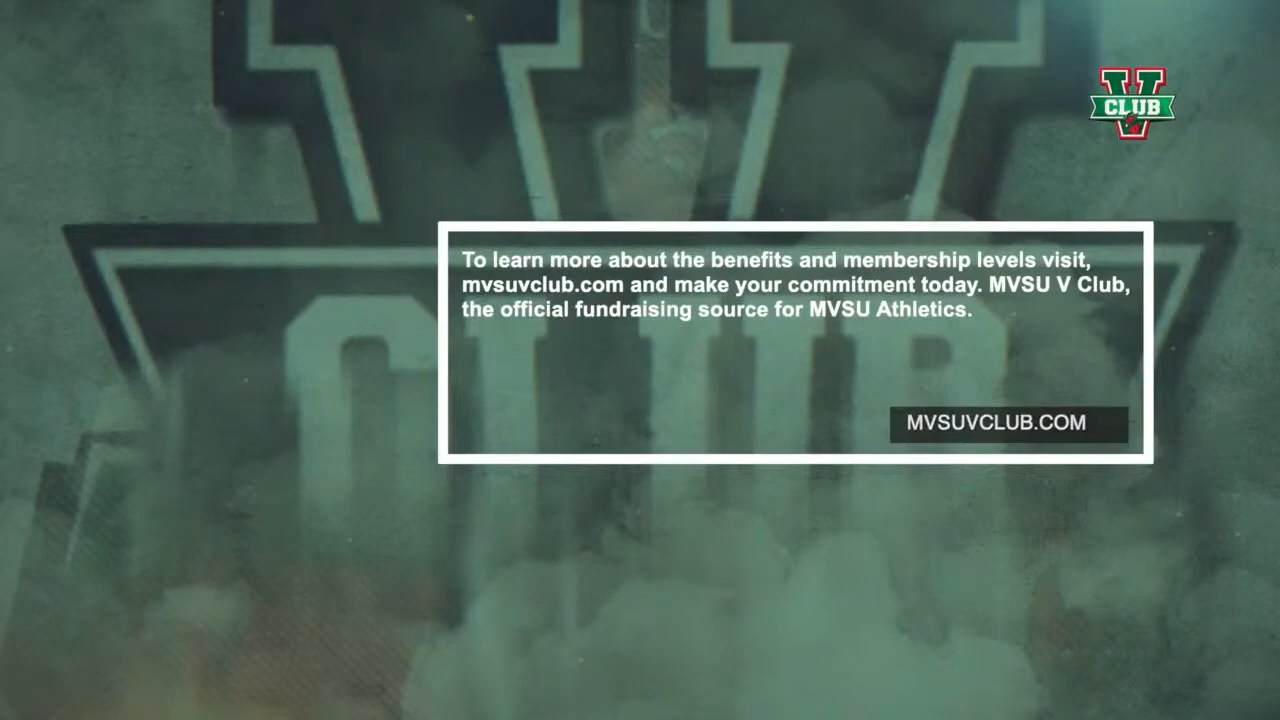 V
CLUB
To learn more about the benefits and membership levels visit,
mvsuvclub.com and make your commitment today. MVSU V Club,
the official fundraising source for MVSU Athletics.
MVSUVCLUB.COM
V
CLUB